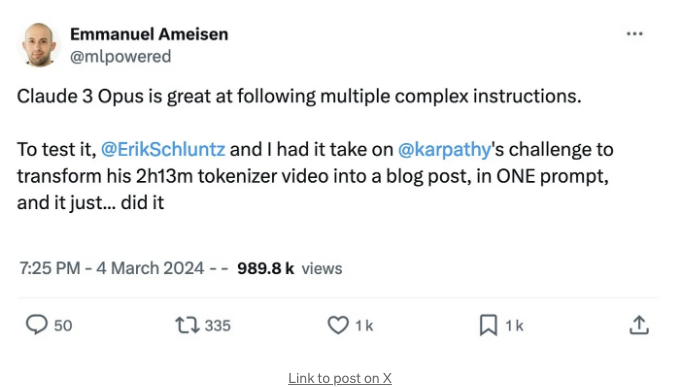 Emmanuel Ameisen
@mlpowered
Claude 3 Opus is great at following multiple complex instructions.
To test it, @ErikSchluntz and I had it take on @karpathy's challenge to
transform his 2h13m tokenizer video into a blog post, in ONE prompt,
and it just... did it
7:25 PM - 4 March 2024 - - 989.8 k views
50 335 1 k 1 k
Link to post on X